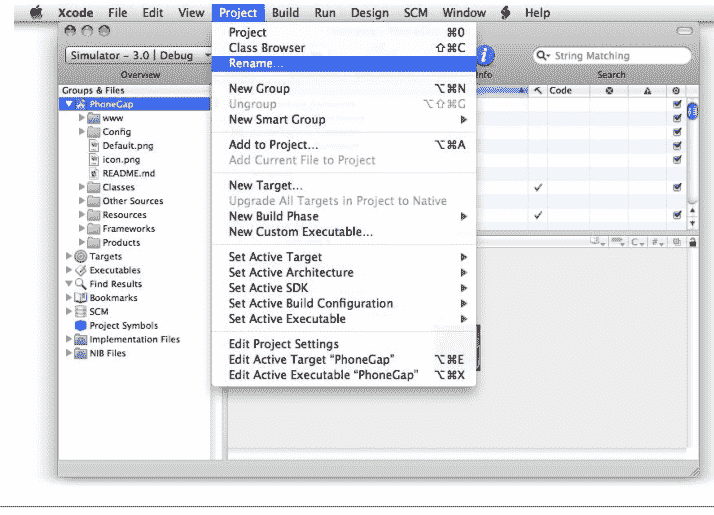 Xcode File Edit View Project Build Run Design SCM Window Help
Simulator - 3.0 | Debug
String Matching
Overview
Info
Search
Groups & Files
Code
PhoneGap
www
Config
Default.png
icon.png
README.md
Classes
Other Sources
Resources
Frameworks
Products
Targets
Executables
Find Results
Bookmarks
SCM
Project Symbols
Implementation Files
NIB Files
Project ⌘0
Class Browser ⇧⌘C
Rename...
New Group ⌥⌘N
Ungroup ⌥⇧⌘G
New Smart Group
Add to Project... ⌥⌘A
Add Current File to Project
New Target...
Upgrade All Targets in Project to Native
New Build Phase
New Custom Executable...
Set Active Target
Set Active Architecture
Set Active SDK
Set Active Build Configuration
Set Active Executable
Edit Project Settings
Edit Active Target “PhoneGap” ⌥⌘E
Edit Active Executable “PhoneGap” ⌥⌘X
C
#